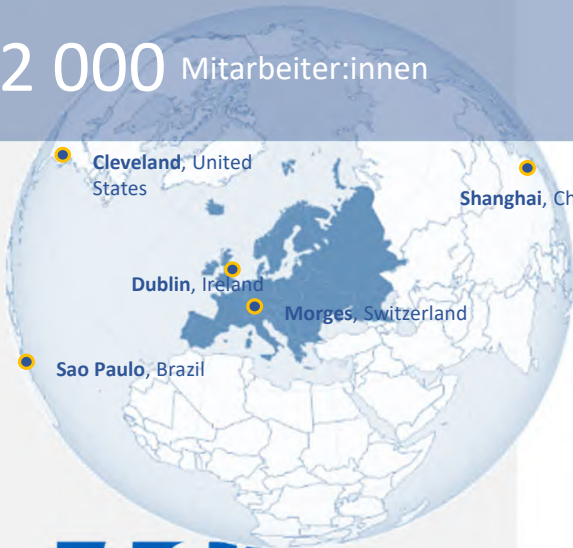 2 000 Mitarbeiter:innen
Cleveland, United
States
Shanghai, Ch
Dublin, Ireland
Morges, Switzerland
Sao Paulo, Brazil